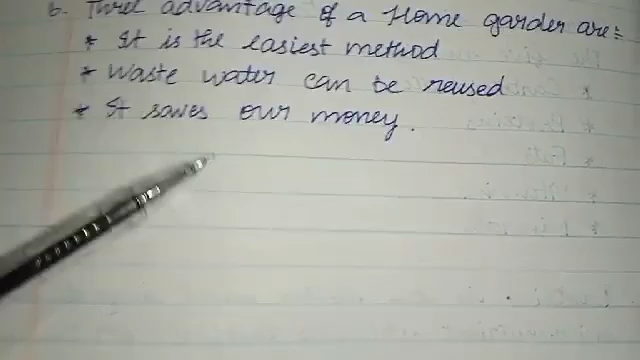 6. Three advantage of a Home garden are:-
* It is the easiest method
* Waste water can be reused
* It saves our money.